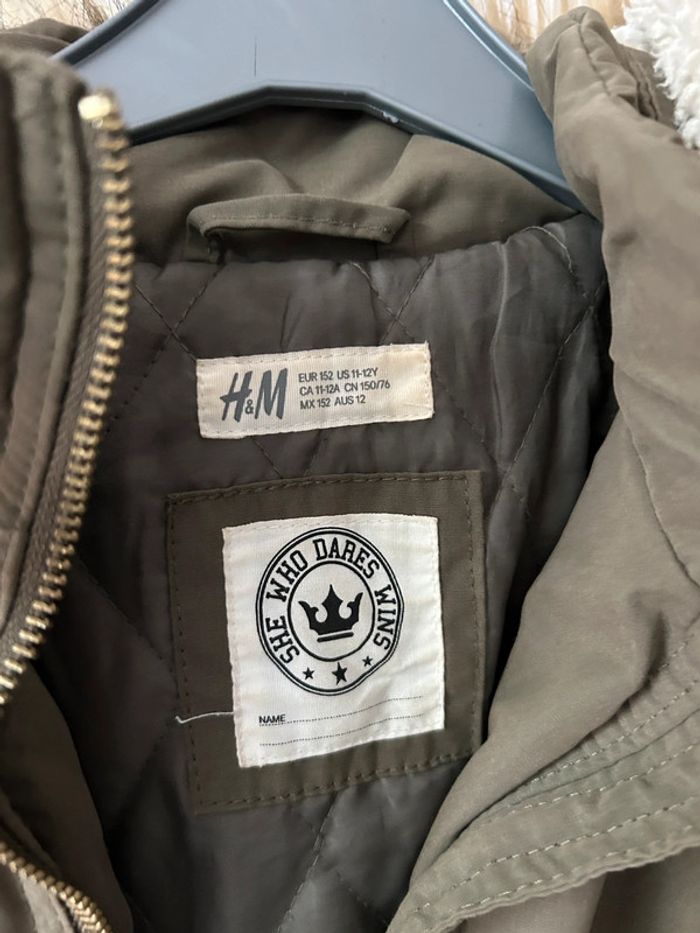 H&M
EUR 152 US 11-12Y
CA 11-12A CN 150/76
MX 152 AUS 12
SHE WHO DARES WINS
NAME